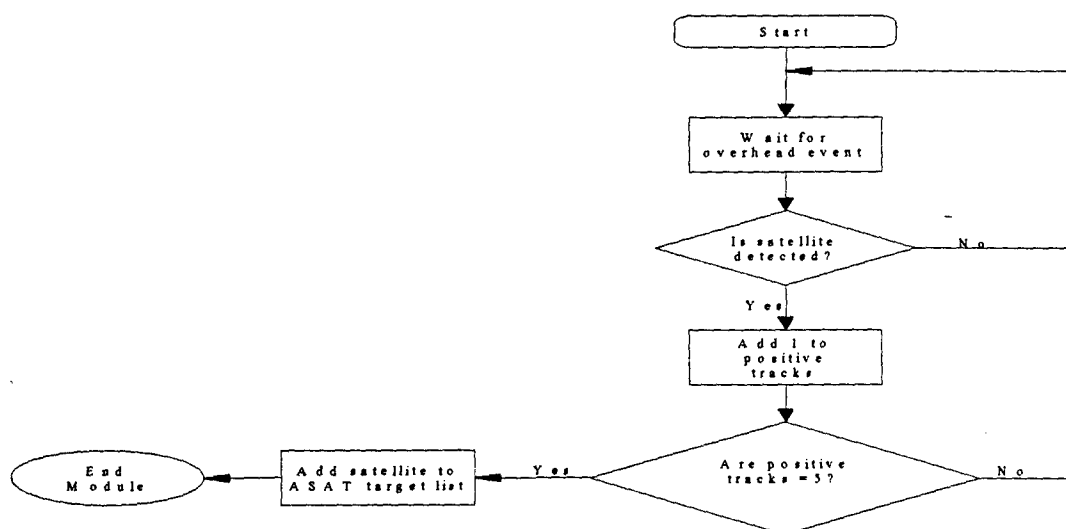 Start
Wait for
overhead event
Is satellite
detected?
No
Yes
Add 1 to
positive
tracks
Are positive
tracks =5?
No
Yes
Add satellite to
ASAT target list
End
Module